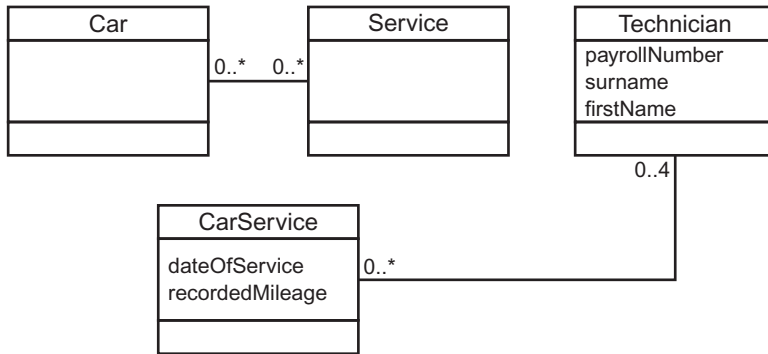 Car
Service
Technician
payrollNumber
surname
firstName
0..*
0..*
0..4
CarService
dateOfService
recordedMileage
0..*